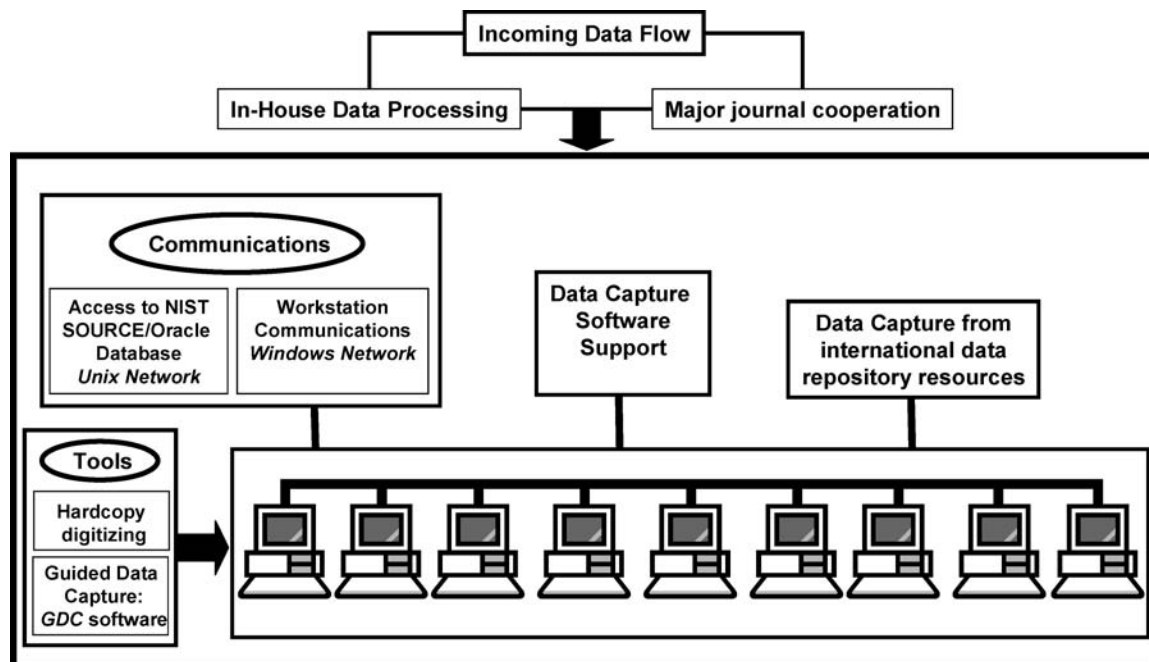 Incoming Data Flow
In-House Data Processing
Major journal cooperation
Communications
Access to NIST
SOURCE/Oracle
Database
Unix Network
Workstation
Communications
Windows Network
Data Capture
Software
Support
Data Capture from
international data
repository resources
Tools
Hardcopy
digitizing
Guided Data
Capture:
GDC software